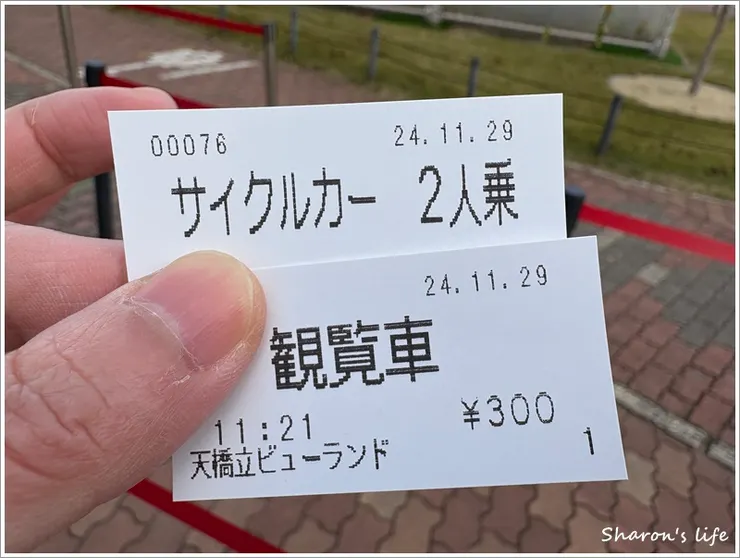 00076 24.11.29
サイクルカー 2人乗
24.11.29
観覧車
¥300
11:21
天橋立ビューランド
1
Sharon's life